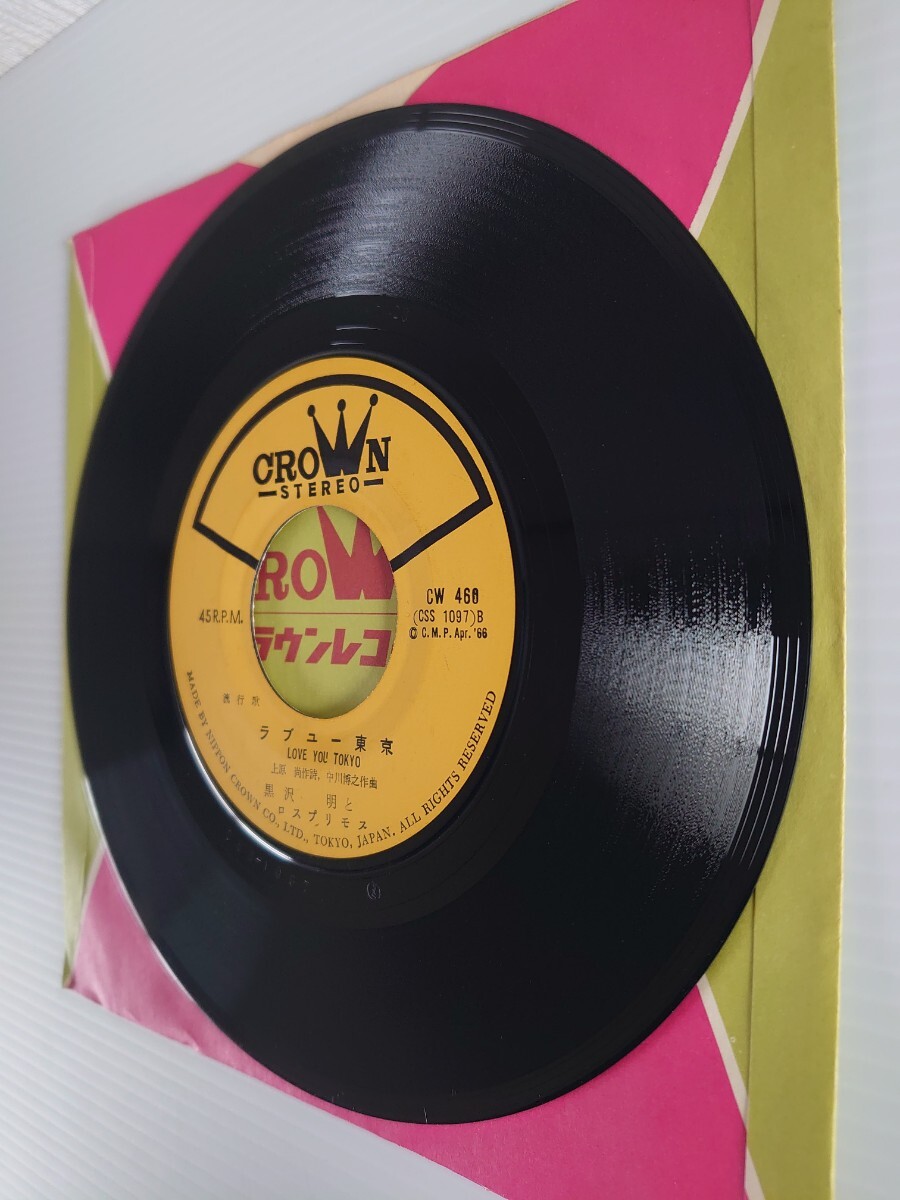 CROWN
STEREO
ROW
ラウンレコ
45 R.P.M.
CW 460
(CSS 1097)B
© C.M.P. Apr. '66
流行歌
ラブユー東京
LOVE YOU TOKYO
上原 尚作詩、中川博之作曲
黒沢 明と
ロスプリモス
MADE BY NIPPON CROWN CO., LTD., TOKYO, JAPAN. ALL RIGHTS RESERVED